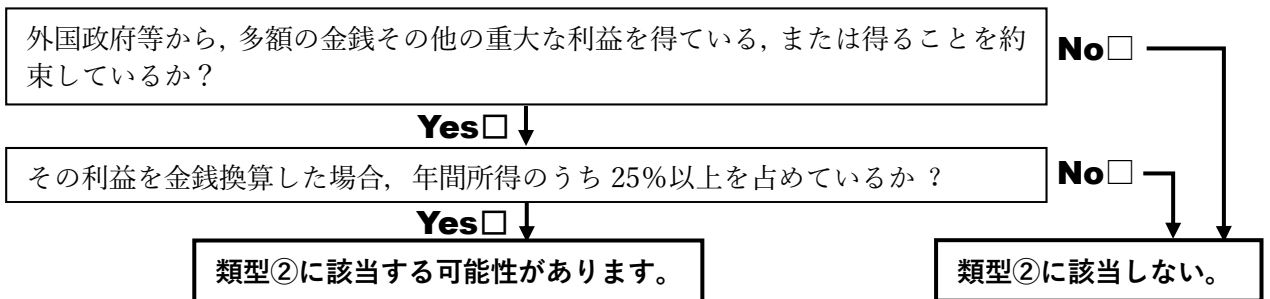 外国政府等から, 多額の金銭その他の重大な利益を得ている, または得ることを約
束しているか？
No□
Yes□
その利益を金銭換算した場合, 年間所得のうち 25%以上を占めているか ？
No□
Yes□
類型②に該当する可能性があります。
類型②に該当しない。